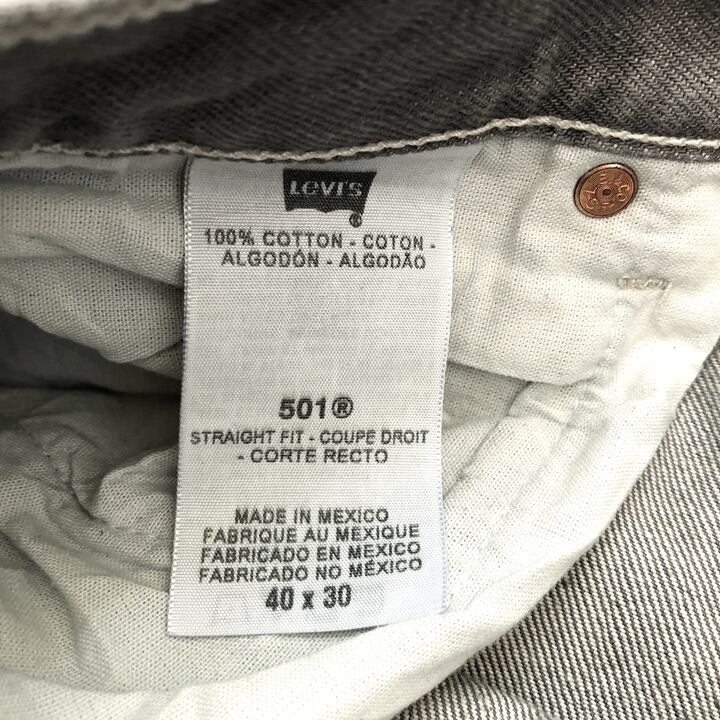 LEVI'S
®
100% COTTON - COTON -
ALGODÓN - ALGODÃO
501®
STRAIGHT FIT - COUPE DROIT
- CORTE RECTO
MADE IN MEXICO
FABRIQUE AU MEXIQUE
FABRICADO EN MEXICO
FABRICADO NO MÉXICO
40 x 30